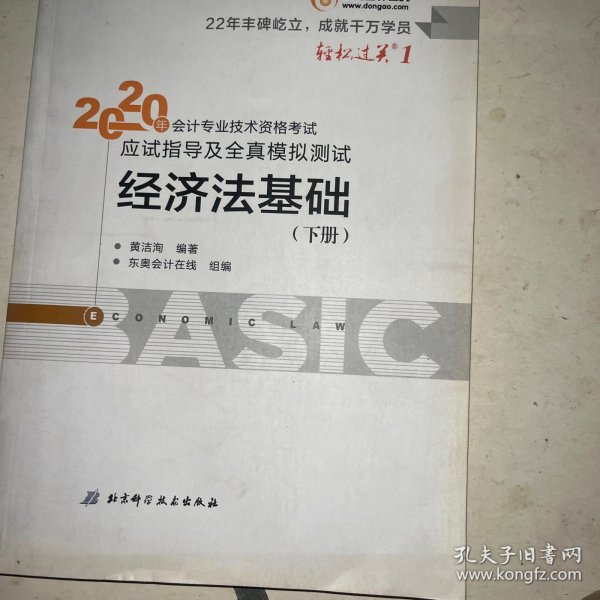 www.dongao.com
22年丰碑屹立，成就千万学员
轻松过关®1
2020年会计专业技术资格考试
应试指导及全真模拟测试
经济法基础
（下册）
● 黄洁洵 编著
● 东奥会计在线 组编
ECONOMIC LAW
BASIC
北京科学技术出版社
孔夫子旧书网
www.kongfz.com